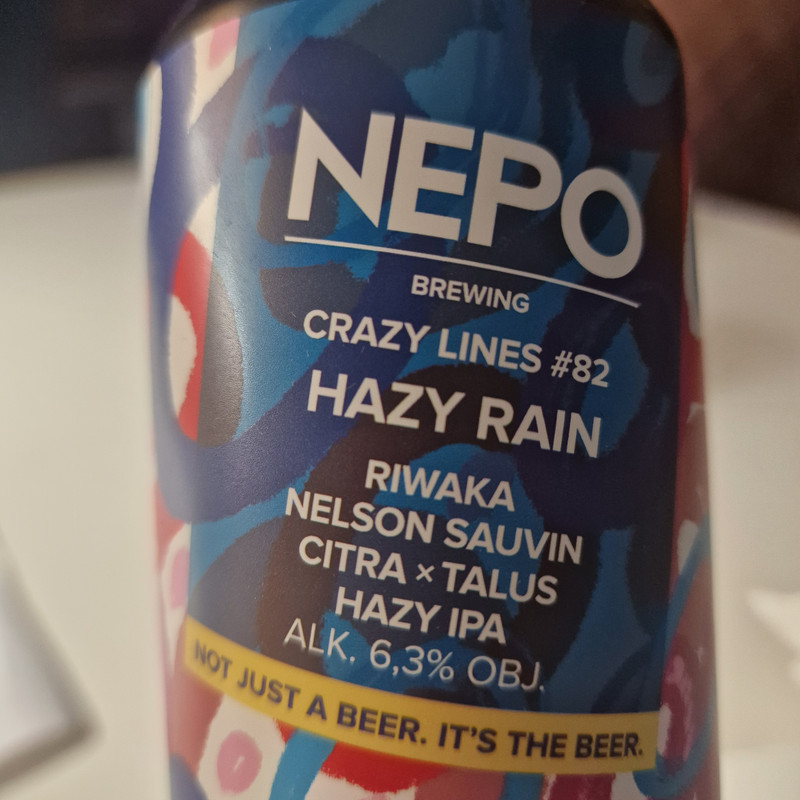 NEPO
BREWING
CRAZY LINES #82
HAZY RAIN
RIWAKA
NELSON SAUVIN
CITRA × TALUS
HAZY IPA
ALK. 6,3% OBJ.
NOT JUST A BEER. IT'S THE BEER.